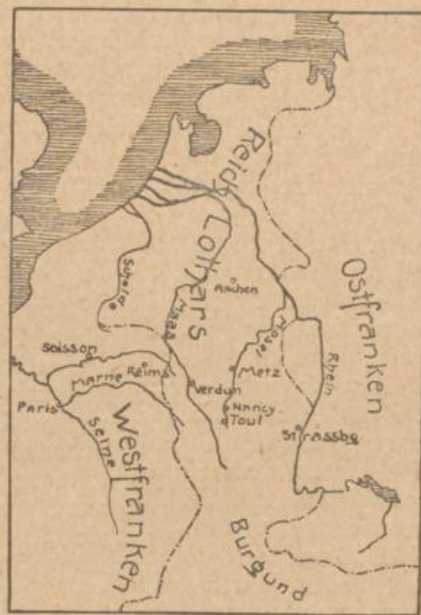 Reich
Lothars
Ostfranken
Schelde
Maas
Aachen
Mosel
Rhein
Soisson
Marne
Reims
Verdun
Metz
Nancy
Toul
Paris
Seine
Strassbg
Westfranken
Burgund